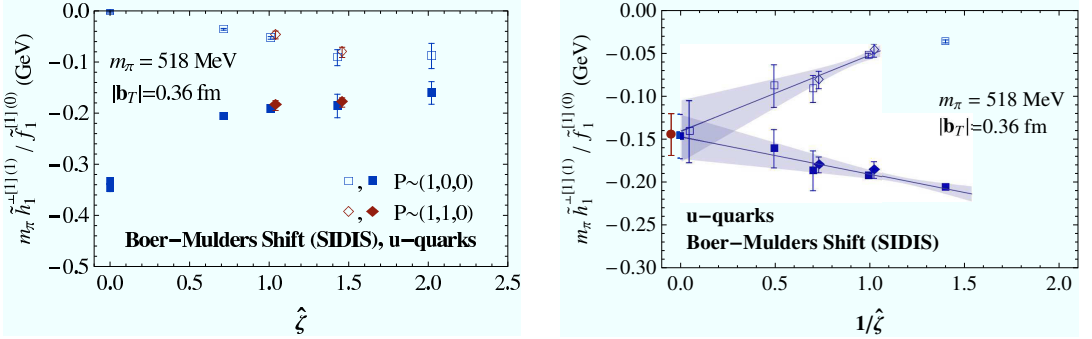 0.0
−0.1
−0.2
−0.3
−0.4
−0.5
m_π h̃_1^{⊥[1](1)} / f̃_1^{[1](0)} (GeV)
m_π = 518 MeV
|b_T|=0.36 fm
, P~(1,0,0)
, P~(1,1,0)
Boer−Mulders Shift (SIDIS), u−quarks
0.0 0.5 1.0 1.5 2.0 2.5
ζ̂
0.00
−0.05
−0.10
−0.15
−0.20
−0.25
−0.30
m_π h̃_1^{⊥[1](1)} / f̃_1^{[1](0)} (GeV)
m_π = 518 MeV
|b_T|=0.36 fm
u−quarks
Boer−Mulders Shift (SIDIS)
0.0 0.5 1.0 1.5 2.0
1/ζ̂